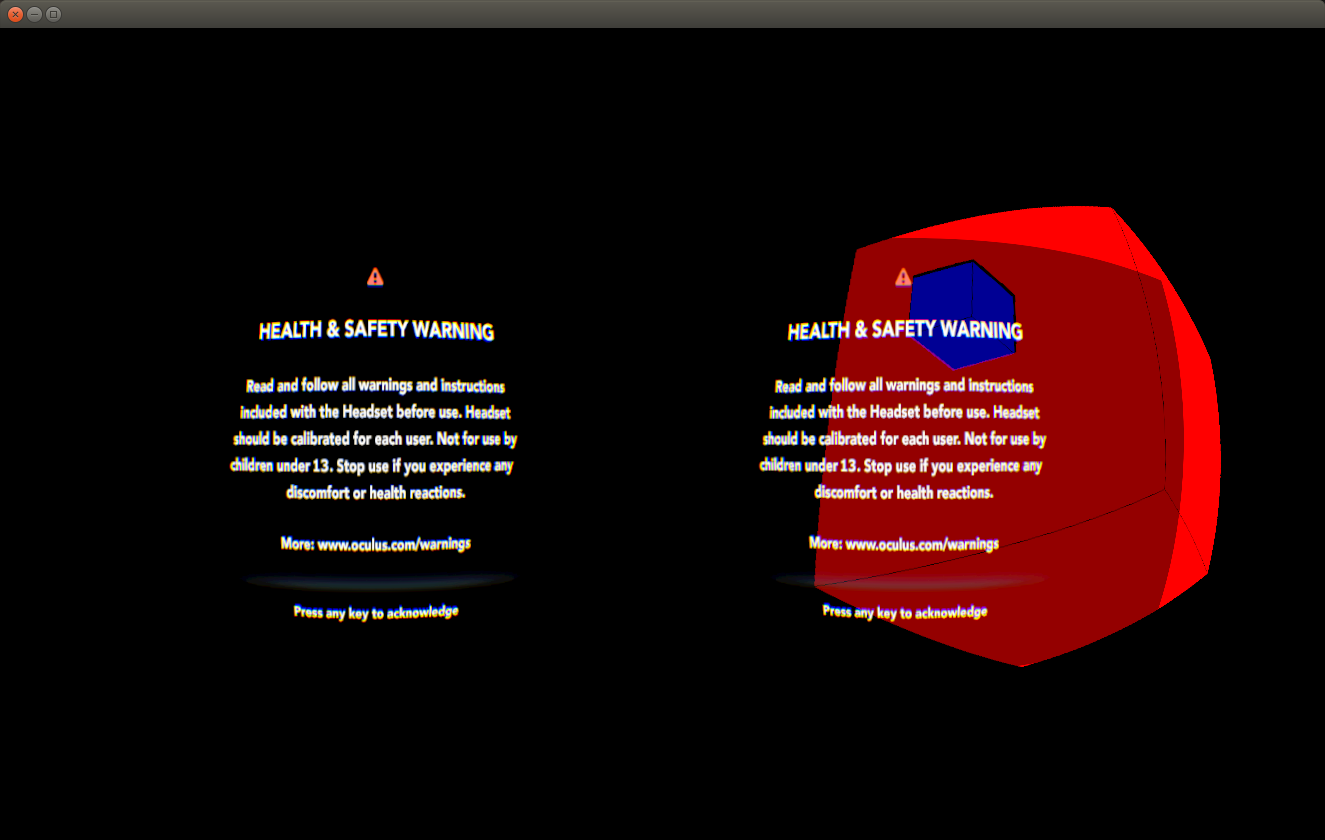 HEALTH & SAFETY WARNING
Read and follow all warnings and instructions
included with the Headset before use. Headset
should be calibrated for each user. Not for use by
children under 13. Stop use if you experience any
discomfort or health reactions.
More: www.oculus.com/warnings
Press any key to acknowledge
HEALTH & SAFETY WARNING
Read and follow all warnings and instructions
included with the Headset before use. Headset
should be calibrated for each user. Not for use by
children under 13. Stop use if you experience any
discomfort or health reactions.
More: www.oculus.com/warnings
Press any key to acknowledge